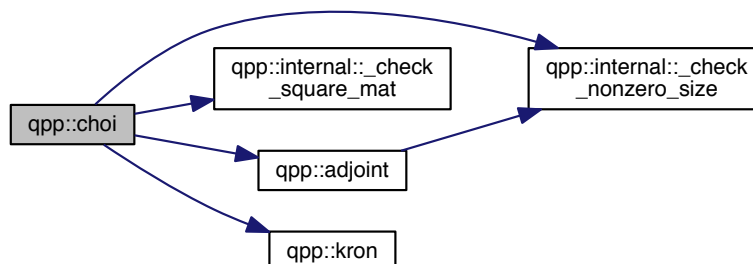 qpp::choi
qpp::internal::_check
_square_mat
qpp::internal::_check
_nonzero_size
qpp::adjoint
qpp::kron